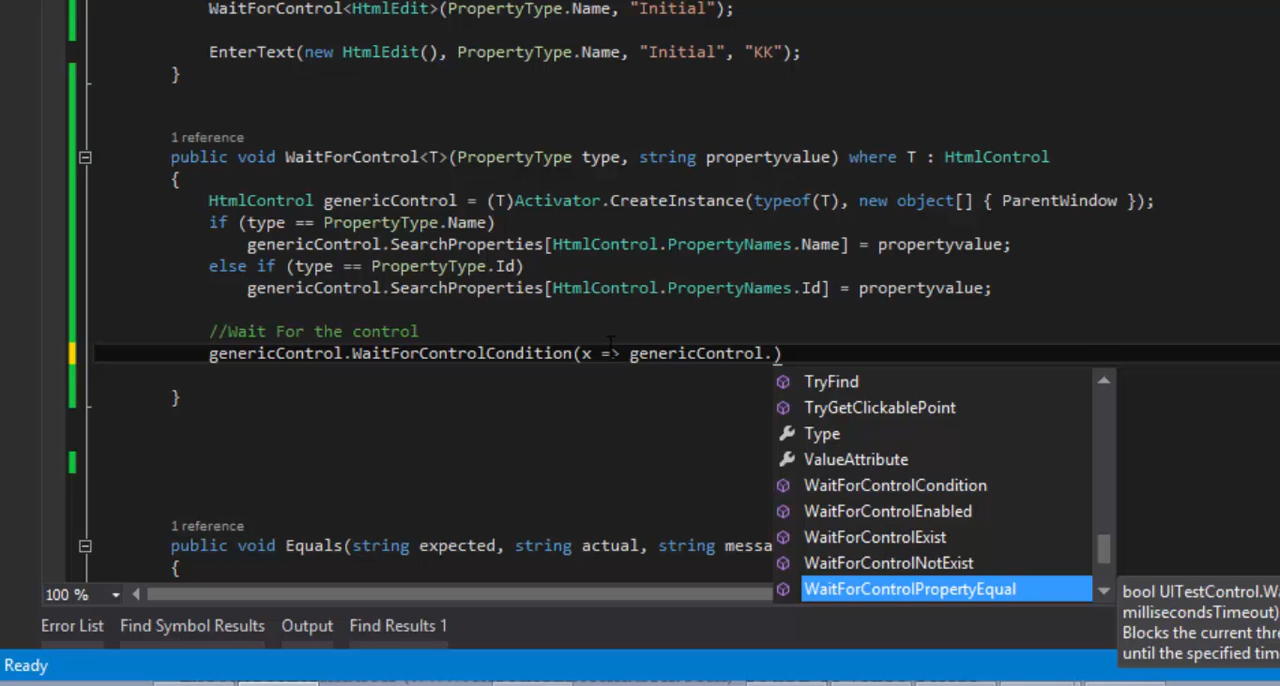 WaitForControl<HtmlEdit>(PropertyType.Name, "Initial");
EnterText(new HtmlEdit(), PropertyType.Name, "Initial", "KK");
}
1 reference
public void WaitForControl<T>(PropertyType type, string propertyvalue) where T : HtmlControl
{
HtmlControl genericControl = (T)Activator.CreateInstance(typeof(T), new object[] { ParentWindow });
if (type == PropertyType.Name)
genericControl.SearchProperties[HtmlControl.PropertyNames.Name] = propertyvalue;
else if (type == PropertyType.Id)
genericControl.SearchProperties[HtmlControl.PropertyNames.Id] = propertyvalue;
//Wait For the control
genericControl.WaitForControlCondition(x => genericControl.)
}
TryFind
TryGetClickablePoint
Type
ValueAttribute
WaitForControlCondition
WaitForControlEnabled
WaitForControlExist
WaitForControlNotExist
WaitForControlPropertyEqual
bool UITestControl.Wa
millisecondsTimeout)
Blocks the current thre
until the specified time
1 reference
public void Equals(string expected, string actual, string messa
{
100 %
Error List Find Symbol Results Output Find Results 1
Ready